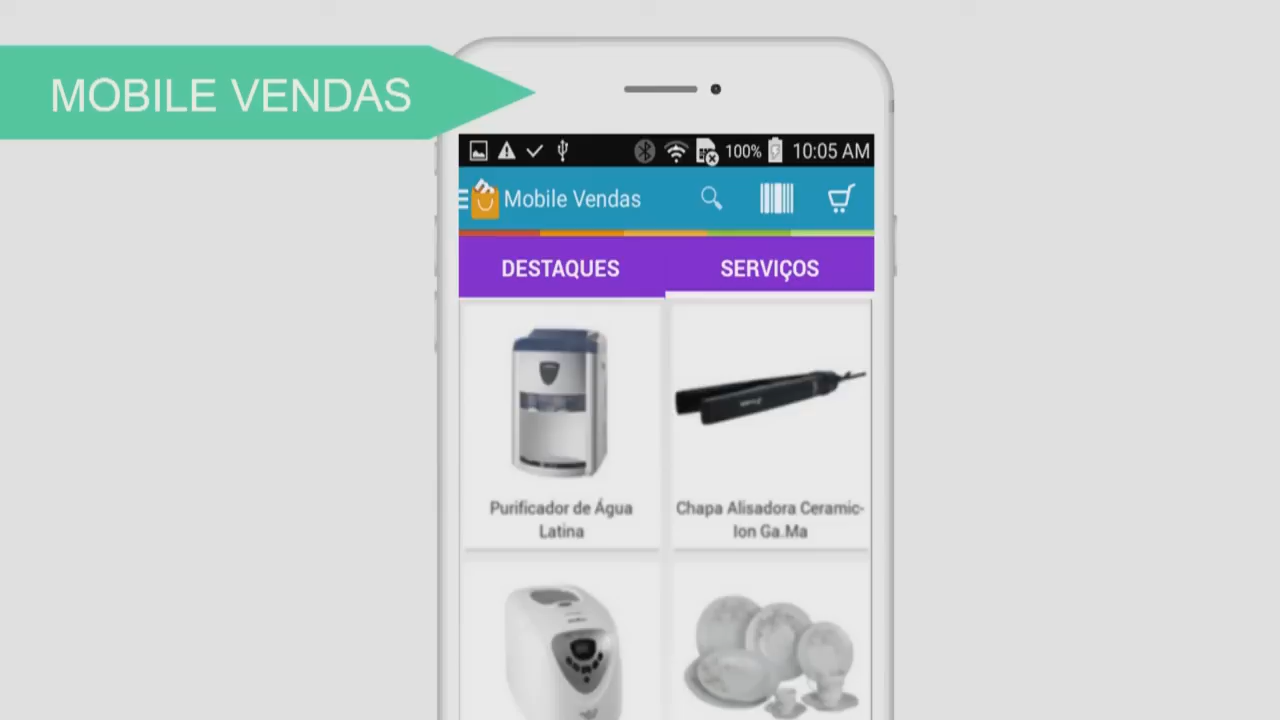 MOBILE VENDAS
100% 10:05 AM
Mobile Vendas
DESTAQUES
SERVIÇOS
Purificador de Água
Latina
Chapa Alisadora Ceramic-
Ion Ga.Ma